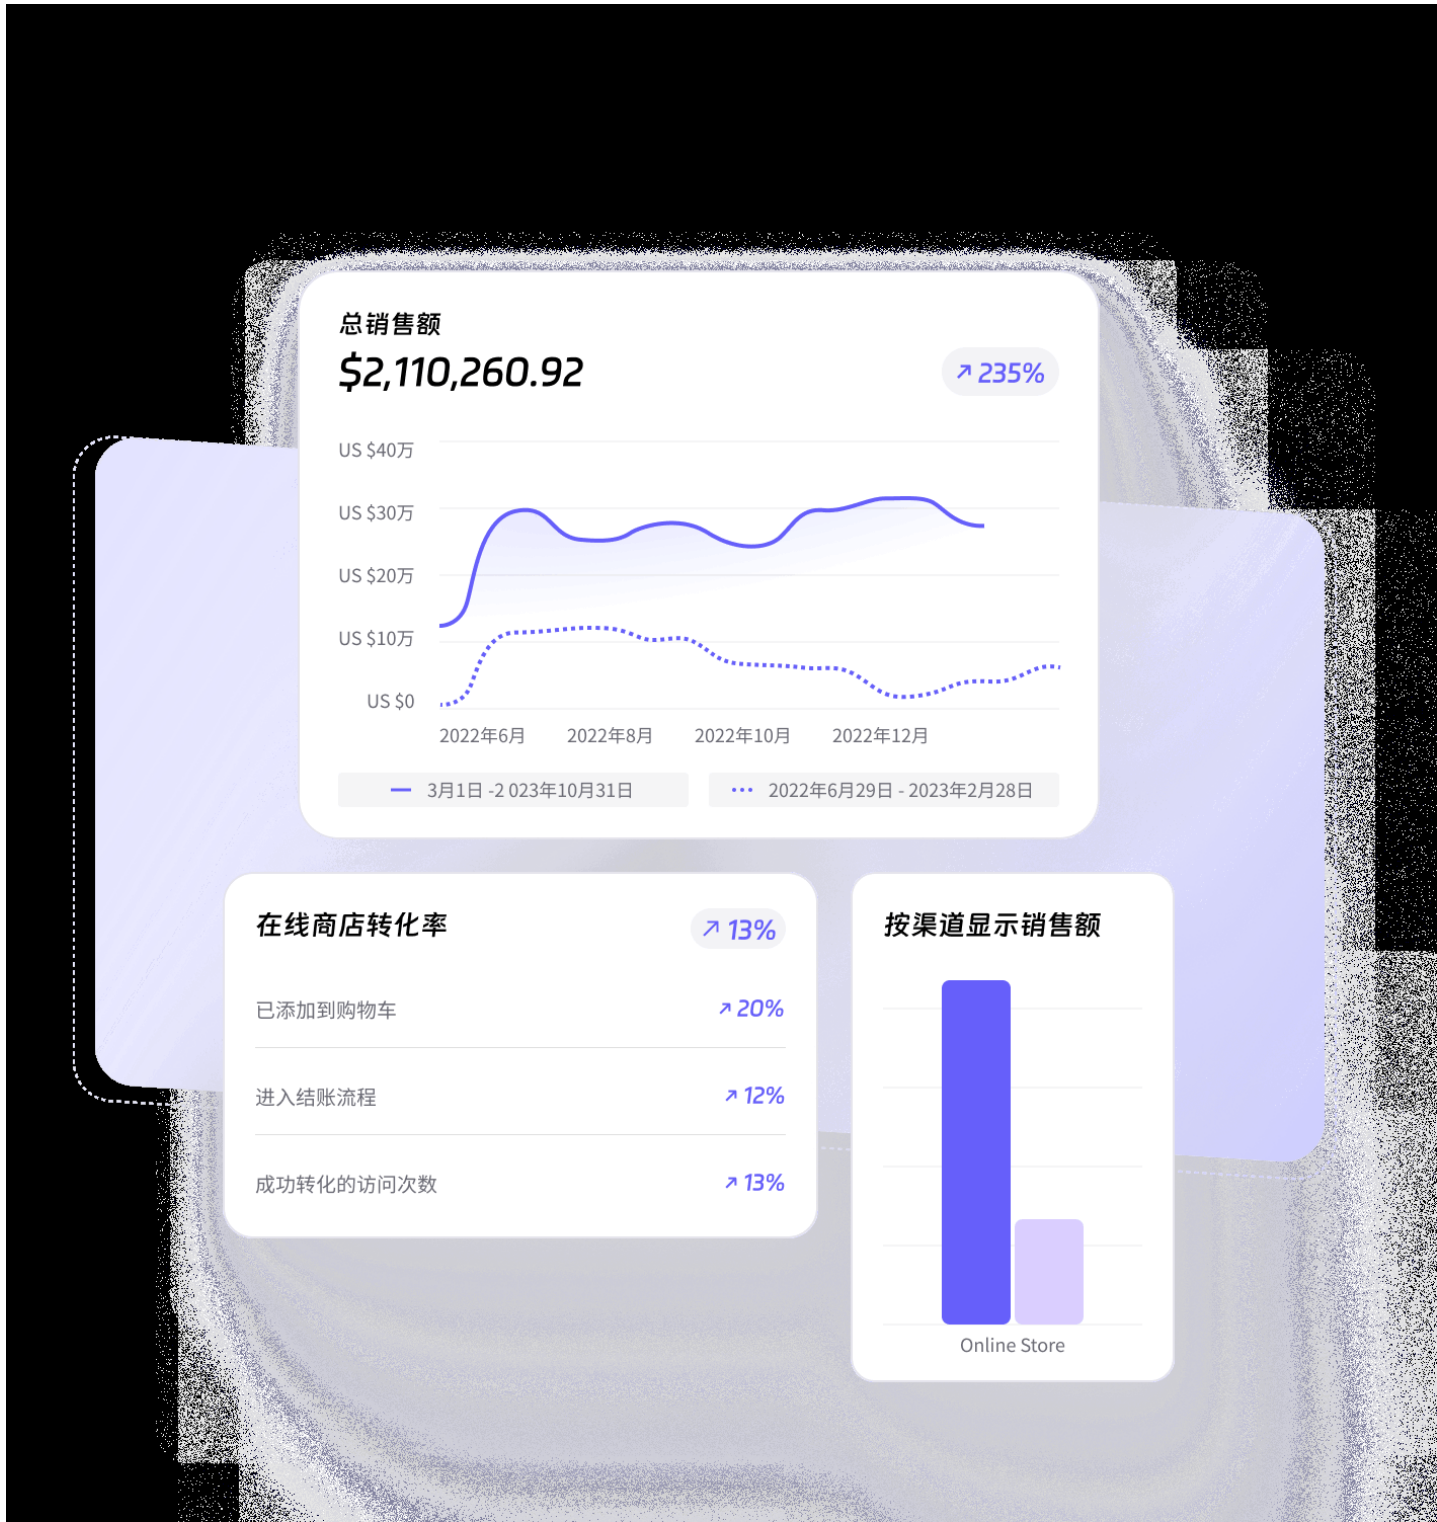 总销售额
$2,110,260.92
235%
US $40万
US $30万
US $20万
US $10万
US $0
2022年6月 2022年8月 2022年10月 2022年12月
3月1日 -2 023年10月31日
2022年6月29日 - 2023年2月28日
在线商店转化率
13%
已添加到购物车
20%
进入结账流程
12%
成功转化的访问次数
13%
按渠道显示销售额
Online Store